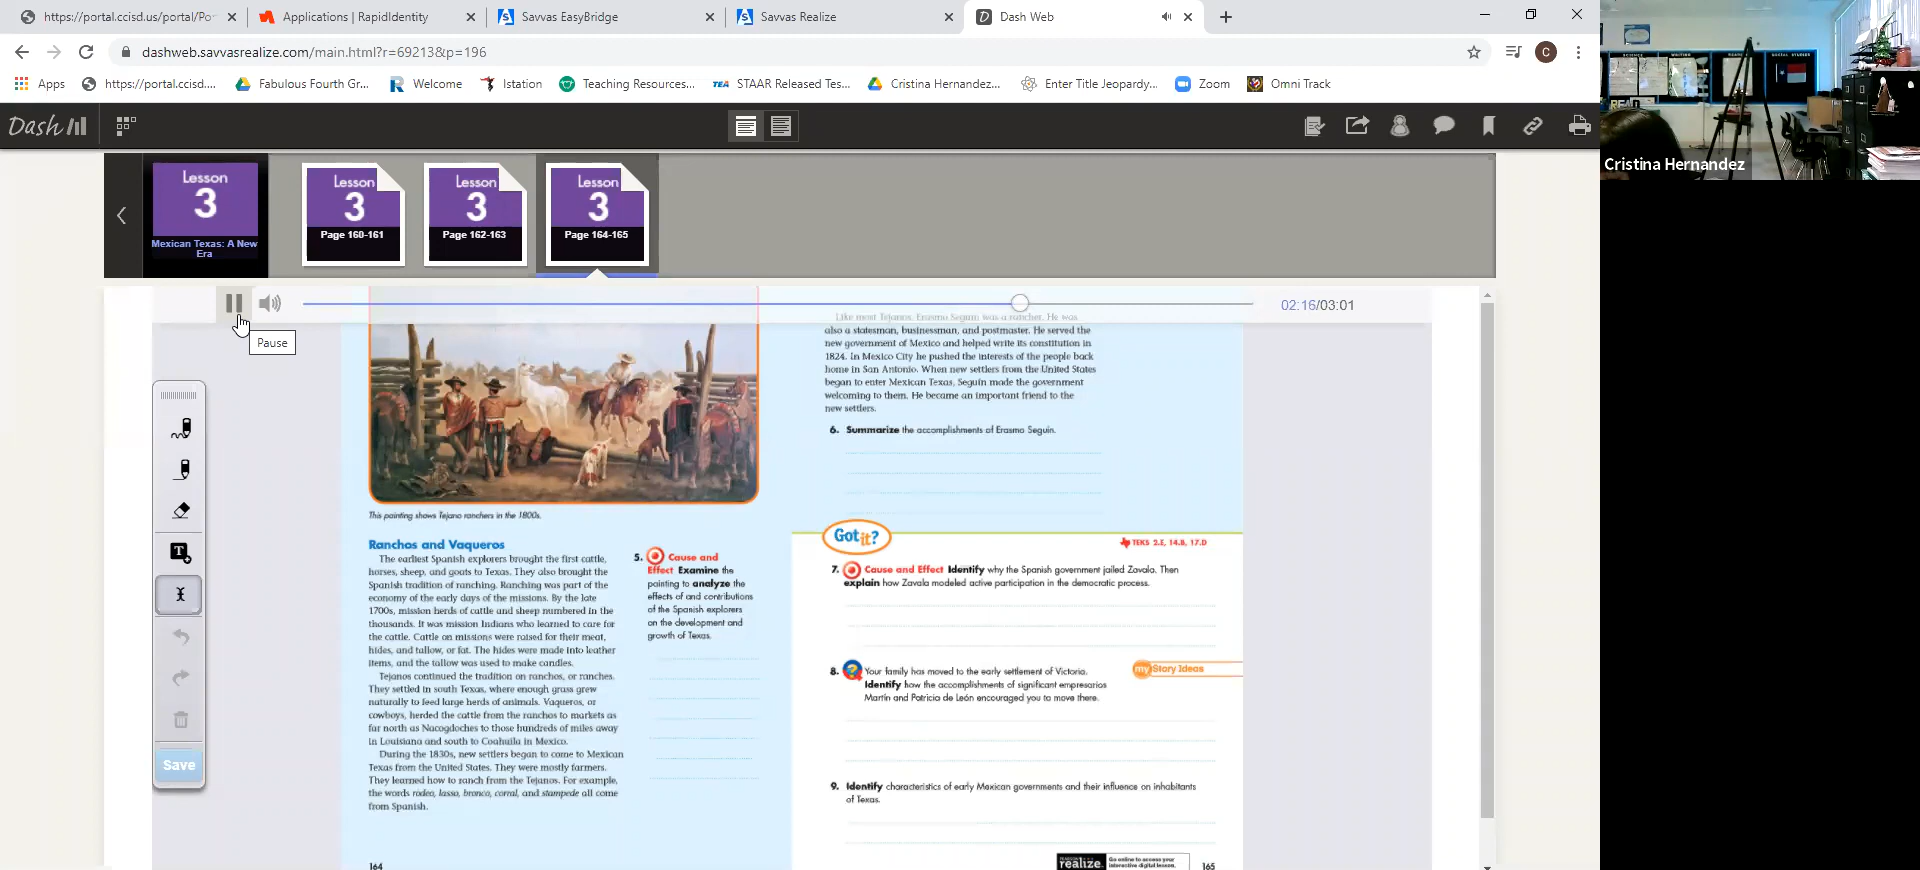 https://portal.ccisd.us/portal/Po
Applications | RapidIdentity
Savvas EasyBridge
Savvas Realize
Dash Web
dashweb.savvasrealize.com/main.html?r=69213&p=196
C
Apps
https://portal.ccisd....
Fabulous Fourth Gr...
Welcome
Istation
Teaching Resources...
TEA STAAR Released Tes...
Cristina Hernandez...
Enter Title Jeopardy...
Zoom
Omni Track
Dash
Lesson
3
Mexican Texas: A New
Era
Lesson
3
Page 160-161
Lesson
3
Page 162-163
Lesson
3
Page 164-165
02:16/03:01
Pause
Save
This painting shows Tejano ranchers in the 1800s.
Ranchos and Vaqueros
The earliest Spanish explorers brought the first cattle,
horses, sheep, and goats to Texas. They also brought the
Spanish tradition of ranching. Ranching was part of the
economy of the early days of the missions. By the late
1700s, mission herds of cattle and sheep numbered in the
thousands. It was mission Indians who learned to care for
the cattle. Cattle on missions were raised for their meat,
hides, and tallow, or fat. The hides were made into leather
items, and the tallow was used to make candles.
Tejanos continued the tradition on ranchos, or ranches.
They settled in south Texas, where enough grass grew
naturally to feed large herds of animals. Vaqueros, or
cowboys, herded the cattle from the ranchos to markets as
far north as Nacogdoches to those hundreds of miles away
in Louisiana and south to Coahuila in Mexico.
During the 1830s, new settlers began to come to Mexican
Texas from the United States. They were mostly farmers.
They learned how to ranch from the Tejanos. For example,
the words rodeo, lasso, bronco, corral, and stampede all come
from Spanish.
164
5. Cause and
Effect Examine the
painting to analyze the
effects of and contributions
of the Spanish explorers
on the development and
growth of Texas.
Like most Tejanos, Erasmo Seguín was a rancher. He was
also a statesman, businessman, and postmaster. He served the
new government of Mexico and helped write its constitution in
1824. In Mexico City he pushed the interests of the people back
home in San Antonio. When new settlers from the United States
began to enter Mexican Texas, Seguín made the government
welcoming to them. He became an important friend to the
new settlers.
6. Summarize the accomplishments of Erasmo Seguín.
Got it?
TEKS 2.E, 14.B, 17.D
7. Cause and Effect Identify why the Spanish government jailed Zavala. Then
explain how Zavala modeled active participation in the democratic process.
8. Your family has moved to the early settlement of Victoria.
Identify how the accomplishments of significant empresarios
Martín and Patricia de León encouraged you to move there.
my Story Ideas
9. Identify characteristics of early Mexican governments and their influence on inhabitants
of Texas.
realize
Go online to access your
interactive digital lesson.
165
READ
Cristina Hernandez